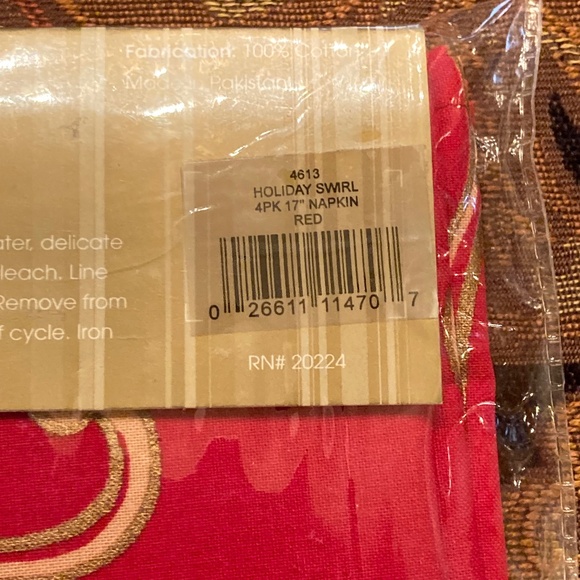 Fabrication: 100% Cotton
Made in Pakistan
4613
HOLIDAY SWIRL
4PK 17" NAPKIN
RED
ater, delicate
leach. Line
Remove from
f cycle. Iron
0 26611 11470 7
RN# 20224